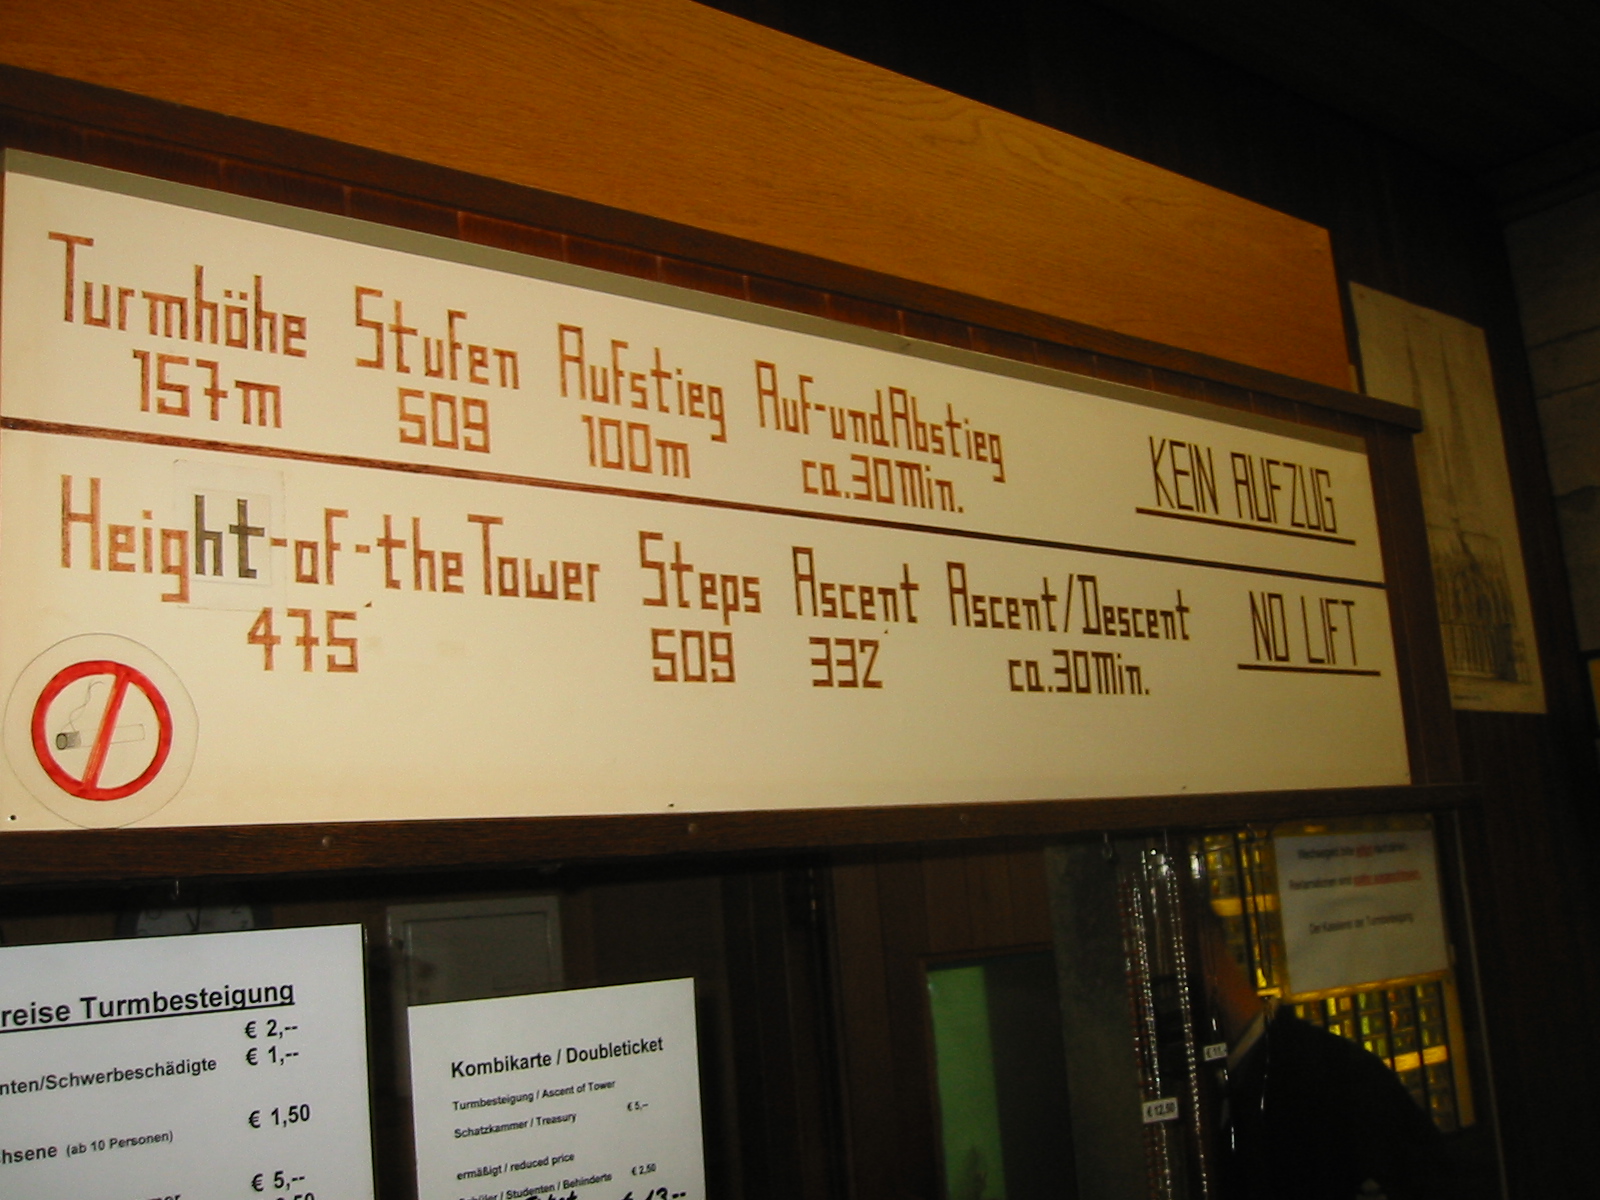 Turmhöhe Stufen Aufstieg Auf-und Abstieg
157m 509 100m ca.30Min.
KEIN AUFZUG
Height-of-the Tower Steps Ascent Ascent/Descent
475 509 332 ca.30Min.
NO LIFT
reise Turmbesteigung
€ 2,--
€ 1,--
nten/Schwerbeschädigte
€ 1,50
hsene (ab 10 Personen)
€ 5,--
Kombikarte / Doubleticket
Turmbesteigung / Ascent of Tower
€ 5,--
Schatzkammer / Treasury
ermäßigt / reduced price
Schüler / Studenten / Behinderte € 2,50
€ 12,50